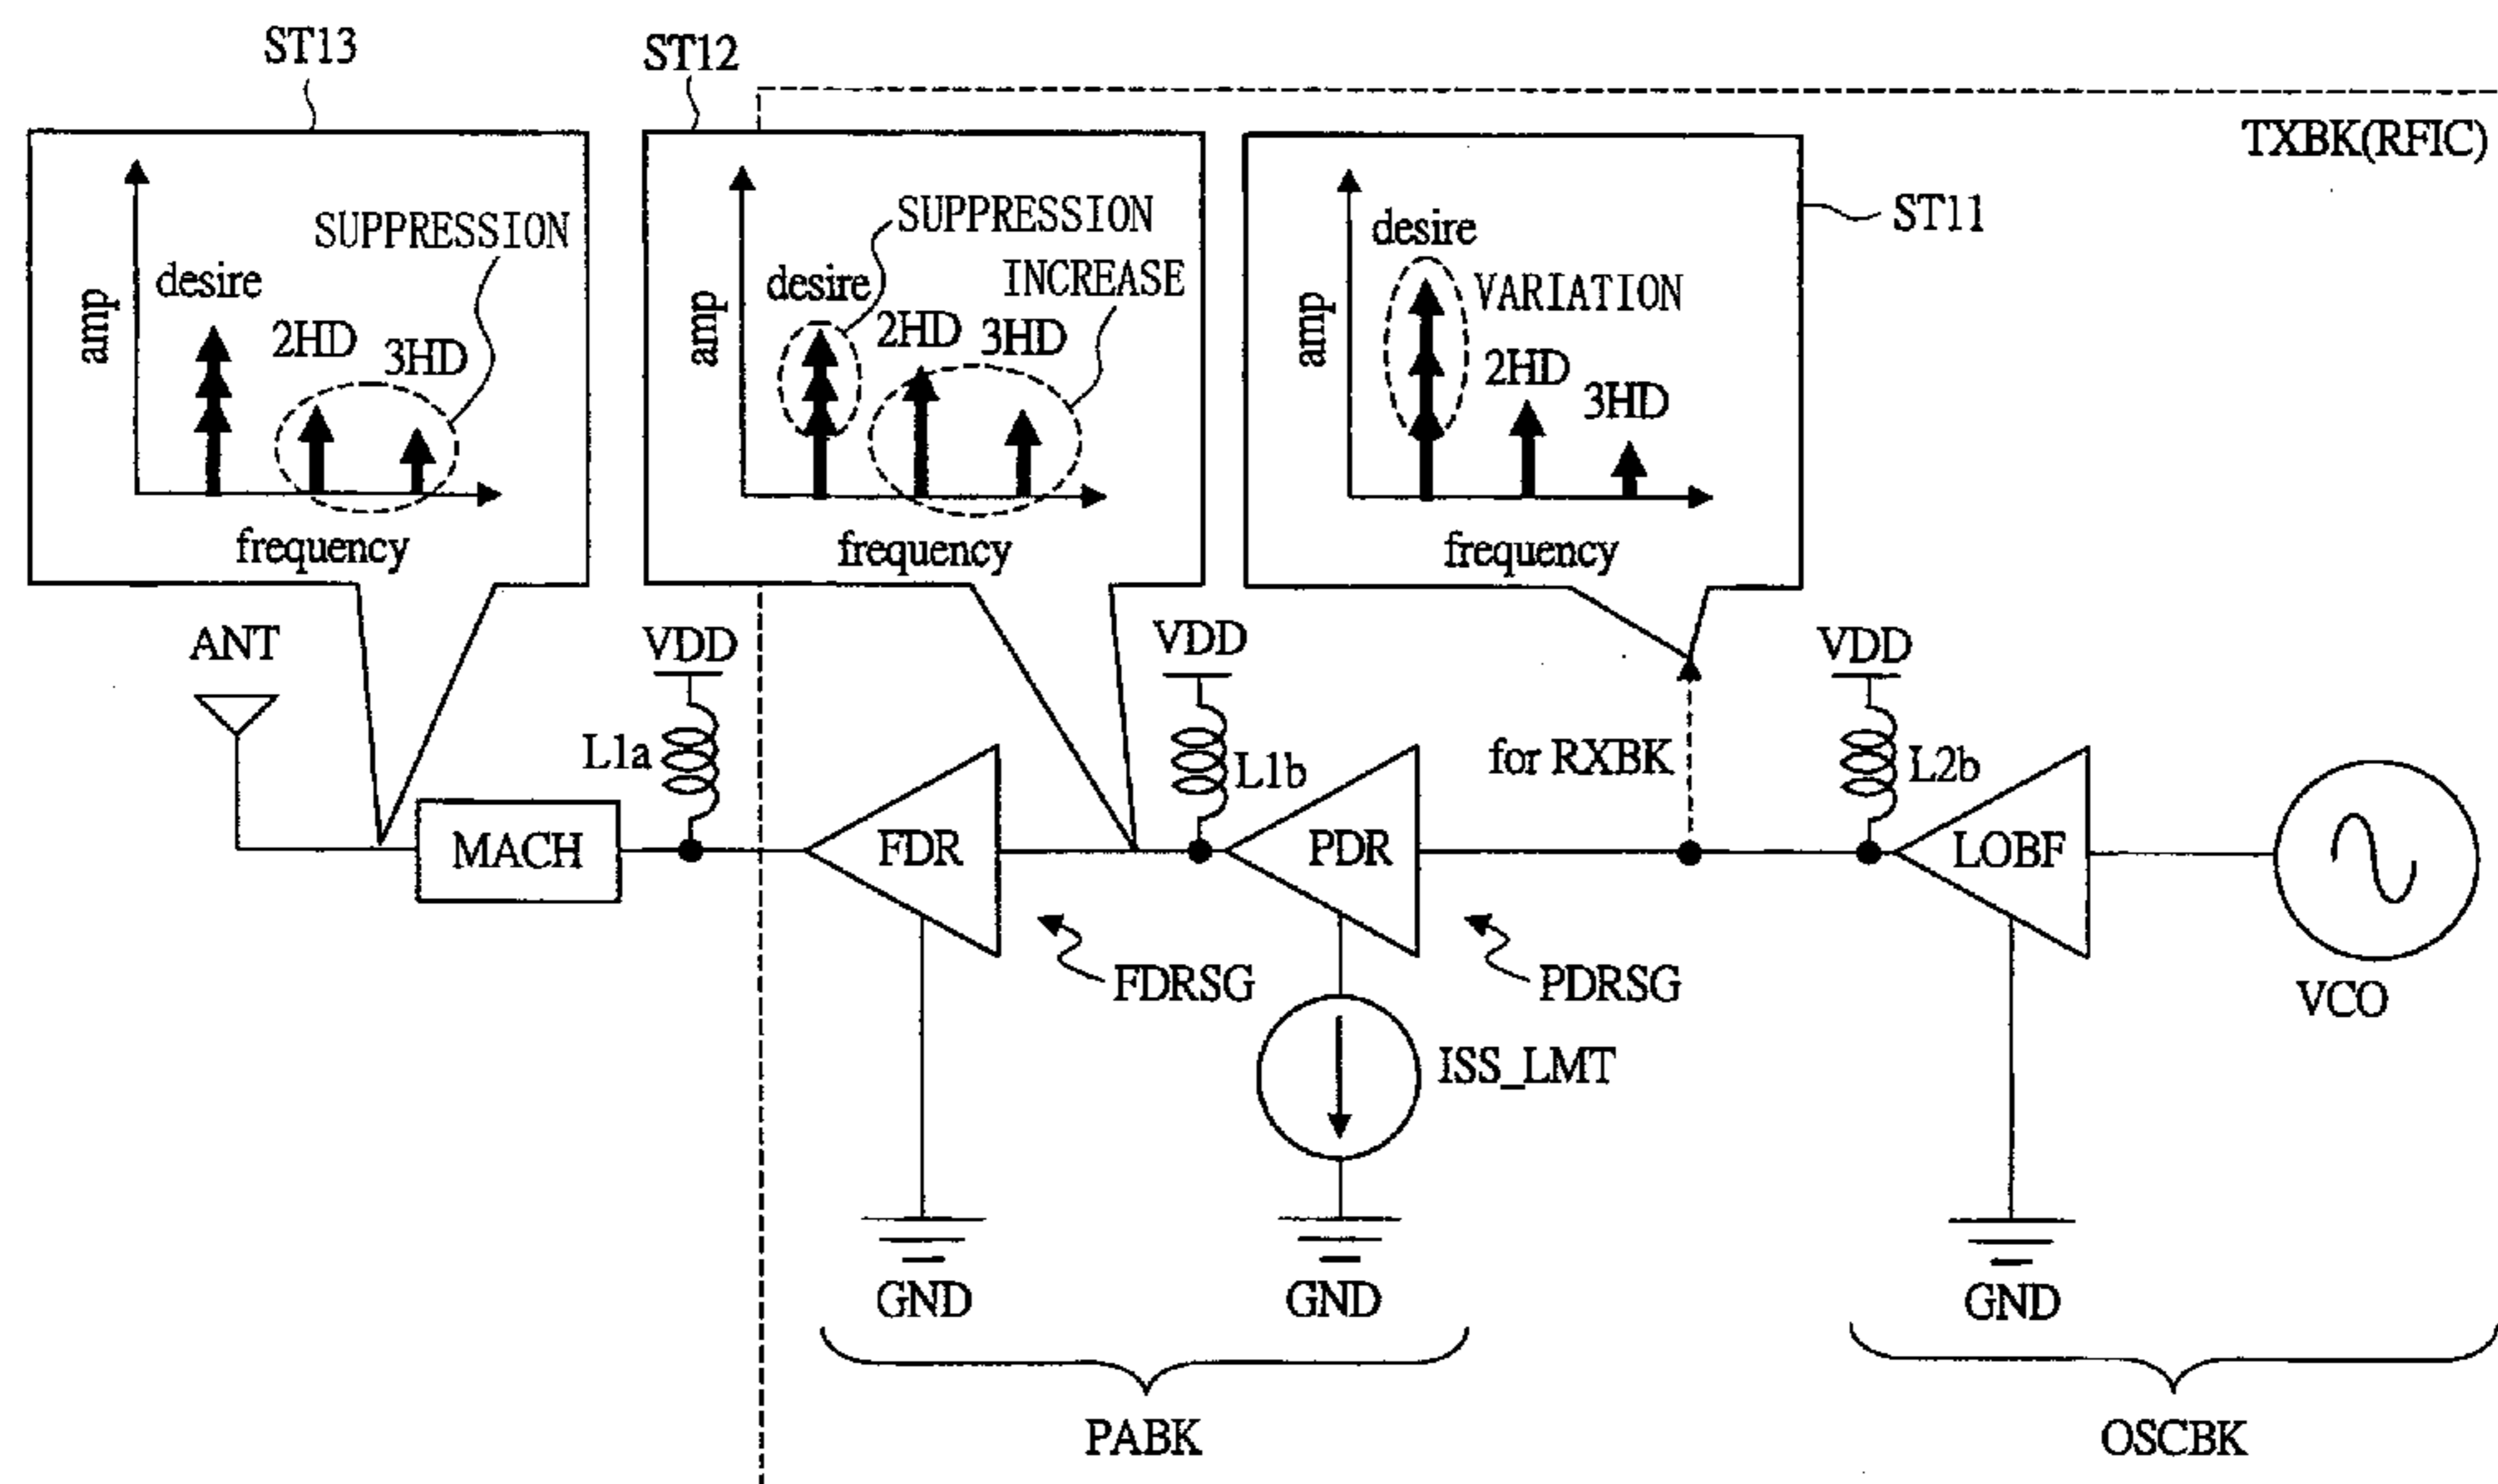 ST13
ST12
TXBK(RFIC)
ST11
amp
desire
2HD
3HD
SUPPRESSION
frequency
amp
desire
SUPPRESSION
2HD
3HD
INCREASE
frequency
amp
desire
VARIATION
2HD
3HD
frequency
ANT
VDD
VDD
VDD
L1a
L1b
for RXBK
L2b
MACH
FDR
PDR
LOBF
FDRSG
PDRSG
VCO
ISS_LMT
GND
GND
GND
PABK
OSCBK